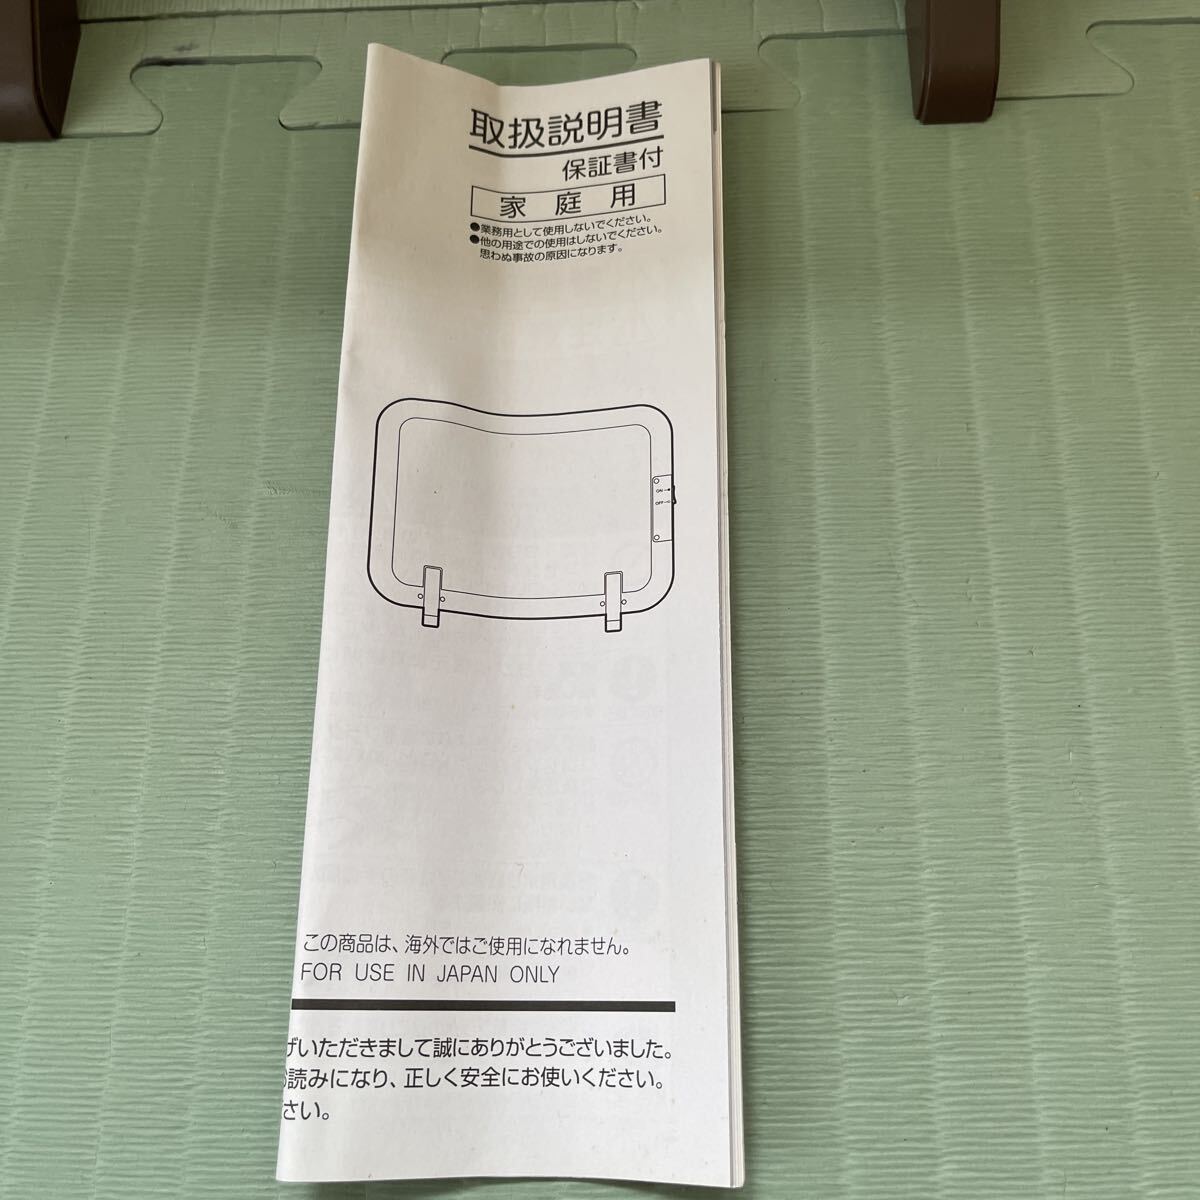 取扱説明書
保証書付
家庭用
●業務用として使用しないでください。
●他の用途での使用はしないでください。
思わぬ事故の原因になります。
ON
OFF
この商品は、海外ではご使用になれません。
FOR USE IN JAPAN ONLY
げいただきまして誠にありがとうございました。
読みになり、正しく安全にお使いください。
さい。